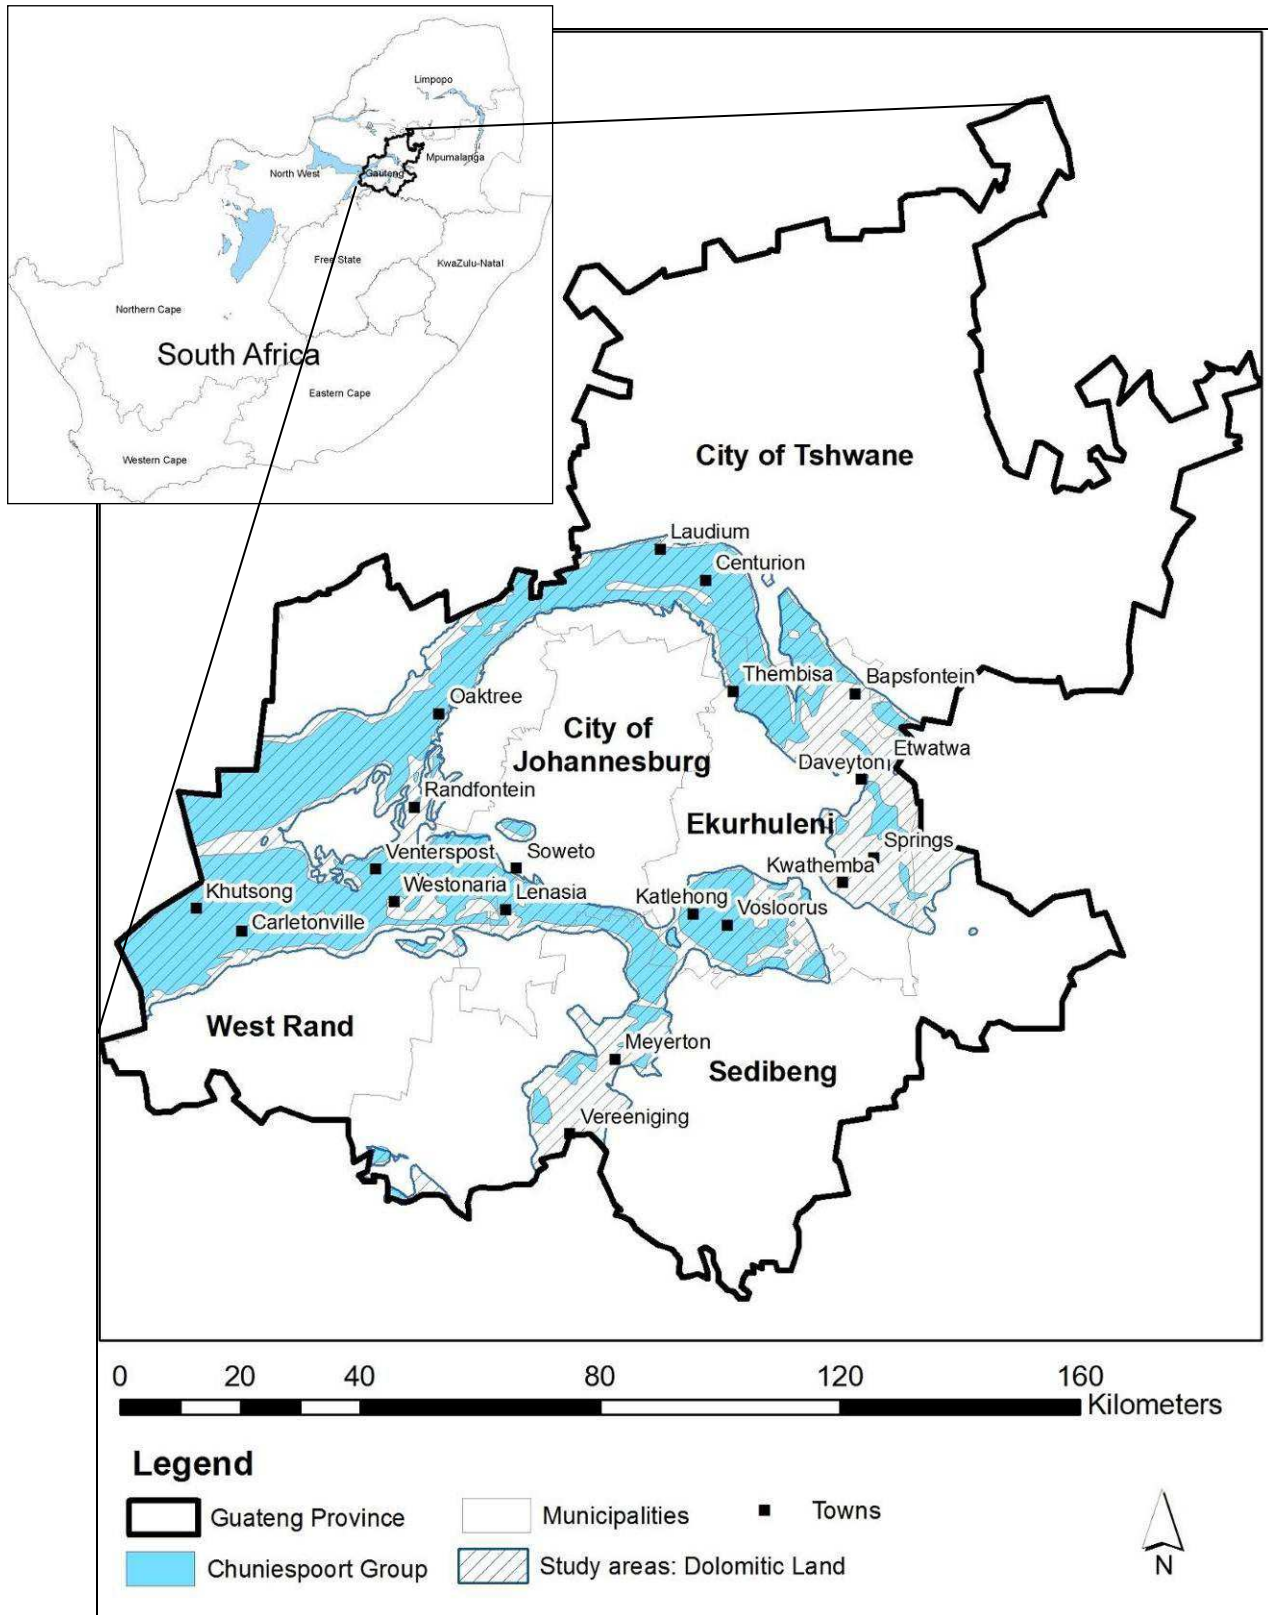 Limpopo
Mpumalanga
North West
Gauteng
Free State
KwaZulu-Natal
Northern Cape
South Africa
Eastern Cape
Western Cape
City of Tshwane
Laudium
Centurion
Thembisa
Bapsfontein
Oaktree
City of
Johannesburg
Etwatwa
Daveyton
Randfontein
Ekurhuleni
Springs
Venterspost
Soweto
Kwathemba
Khutsong
Westonaria
Lenasia
Katlehong
Vosloorus
Carletonville
West Rand
Meyerton
Sedibeng
Vereeniging
0 20 40 80 120 160
Kilometers
Legend
Guateng Province
Municipalities
Towns
Chuniespoort Group
Study areas: Dolomitic Land
N